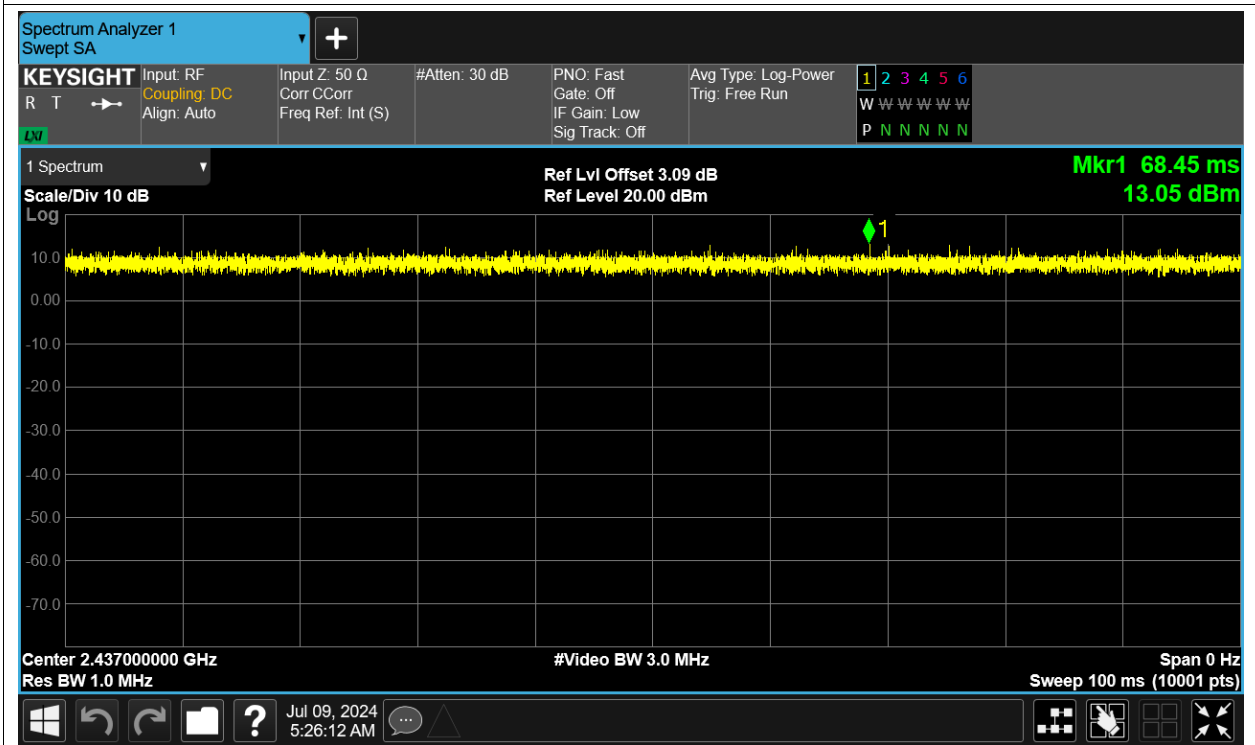 Spectrum Analyzer 1
Swept SA
KEYSIGHT
R T
LXI
Input: RF
Coupling: DC
Align: Auto
Input Z: 50 Ω
Corr CCorr
Freq Ref: Int (S)
#Atten: 30 dB
PNO: Fast
Gate: Off
IF Gain: Low
Sig Track: Off
Avg Type: Log-Power
Trig: Free Run
1 2 3 4 5 6
W W W W W W
P N N N N N
1 Spectrum
Scale/Div 10 dB
Ref Lvl Offset 3.09 dB
Ref Level 20.00 dBm
Mkr1 68.45 ms
13.05 dBm
Log
1
10.0
0.00
-10.0
-20.0
-30.0
-40.0
-50.0
-60.0
-70.0
Center 2.437000000 GHz
#Video BW 3.0 MHz
Span 0 Hz
Res BW 1.0 MHz
Sweep 100 ms (10001 pts)
?
Jul 09, 2024
5:26:12 AM